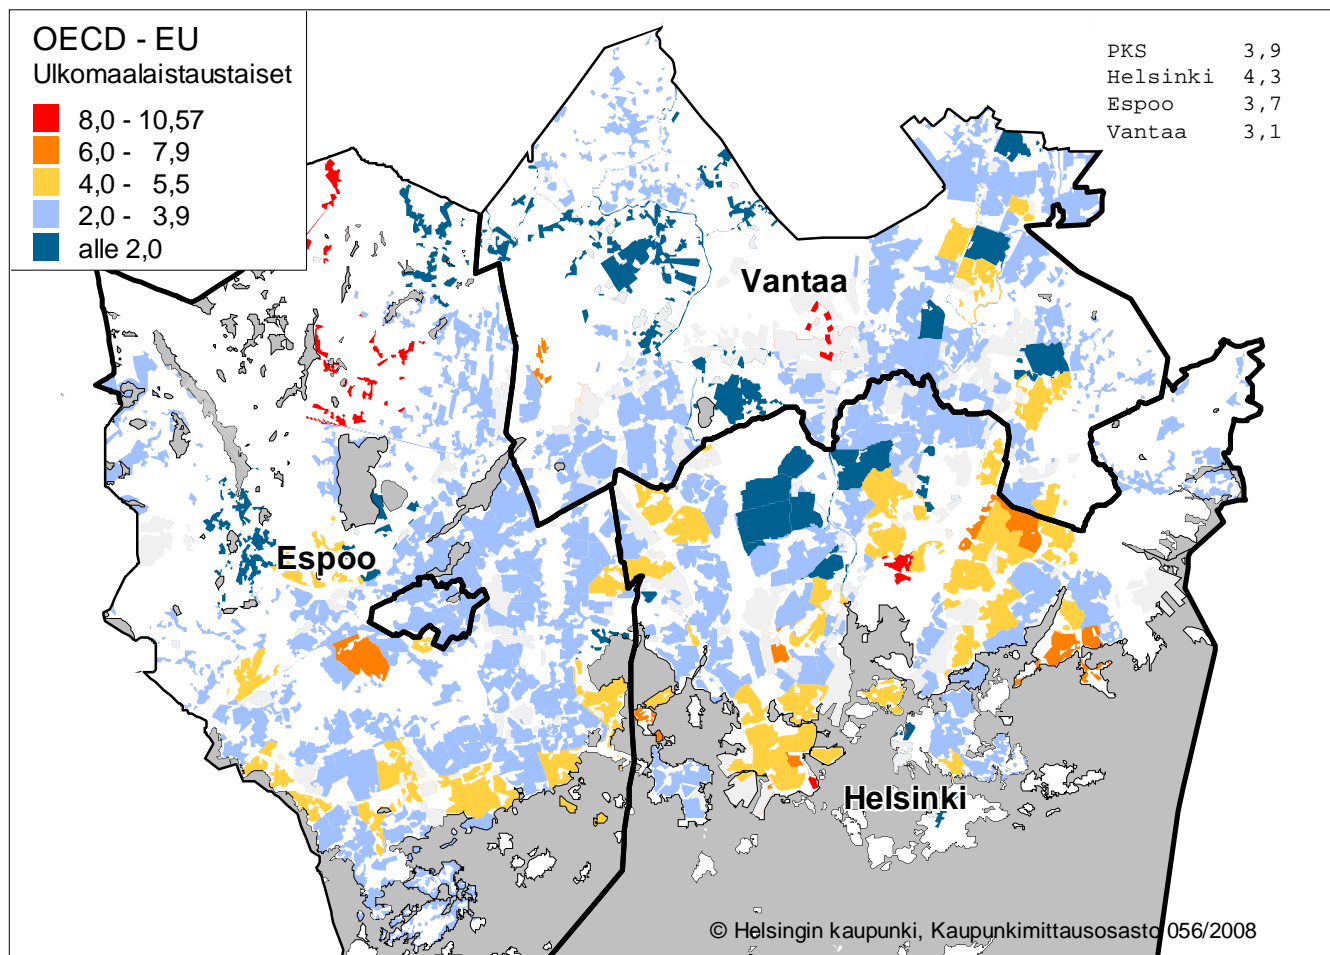 OECD - EU
Ulkomaalaistaustaiset
8,0 - 10,57
6,0 - 7,9
4,0 - 5,5
2,0 - 3,9
alle 2,0
PKS 3,9
Helsinki 4,3
Espoo 3,7
Vantaa 3,1
Vantaa
Espoo
Helsinki
© Helsingin kaupunki, Kaupunkimittausosasto 056/2008